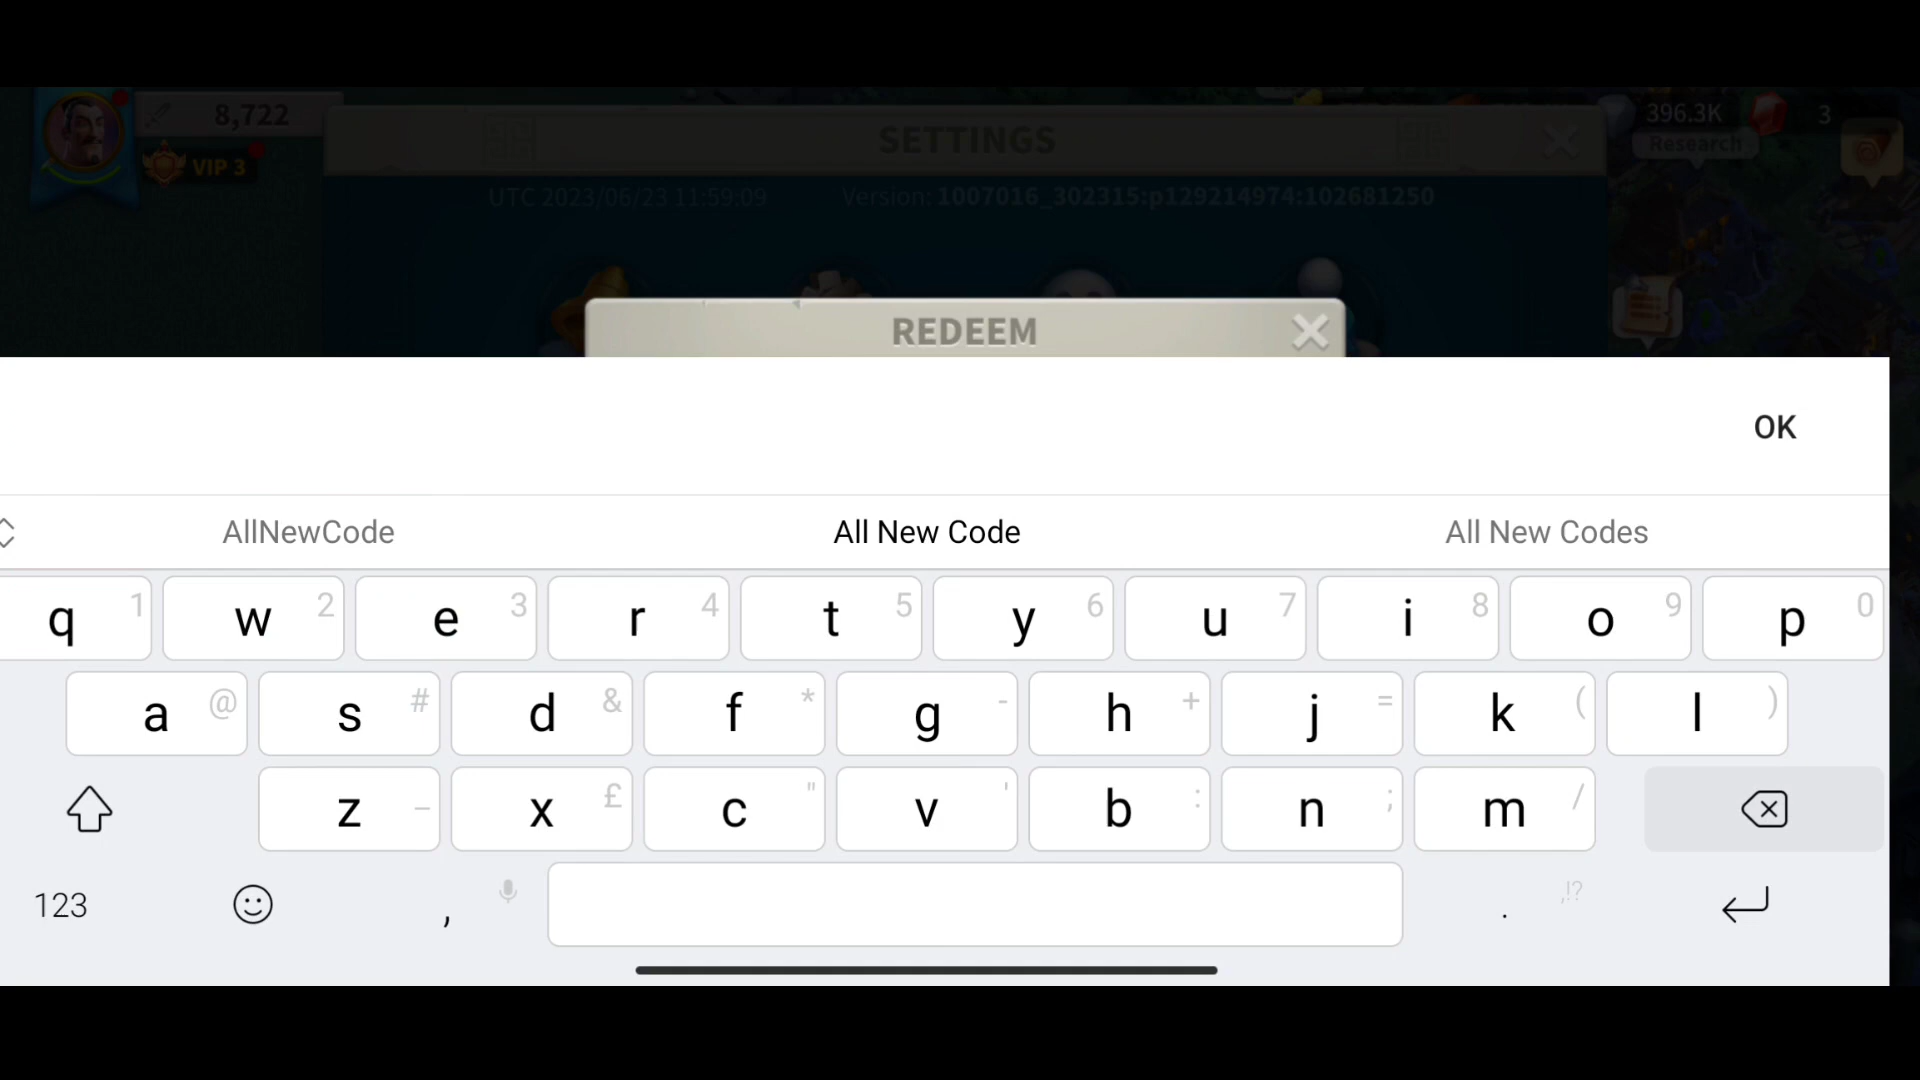 8,722
VIP 3
SETTINGS
396.3K
3
Research
UTC 2023/06/23 11:59:09
Version: 1007016_302315:p129214974:102681250
REDEEM
OK
AllNewCode
All New Code
All New Codes
q 1 w 2 e 3 r 4 t 5 y 6 u 7 i 8 o 9 p 0
a @ s # d & f * g - h + j = k ( l )
z _ x £ c " v ' b : n ; m /
123 , . ,!?